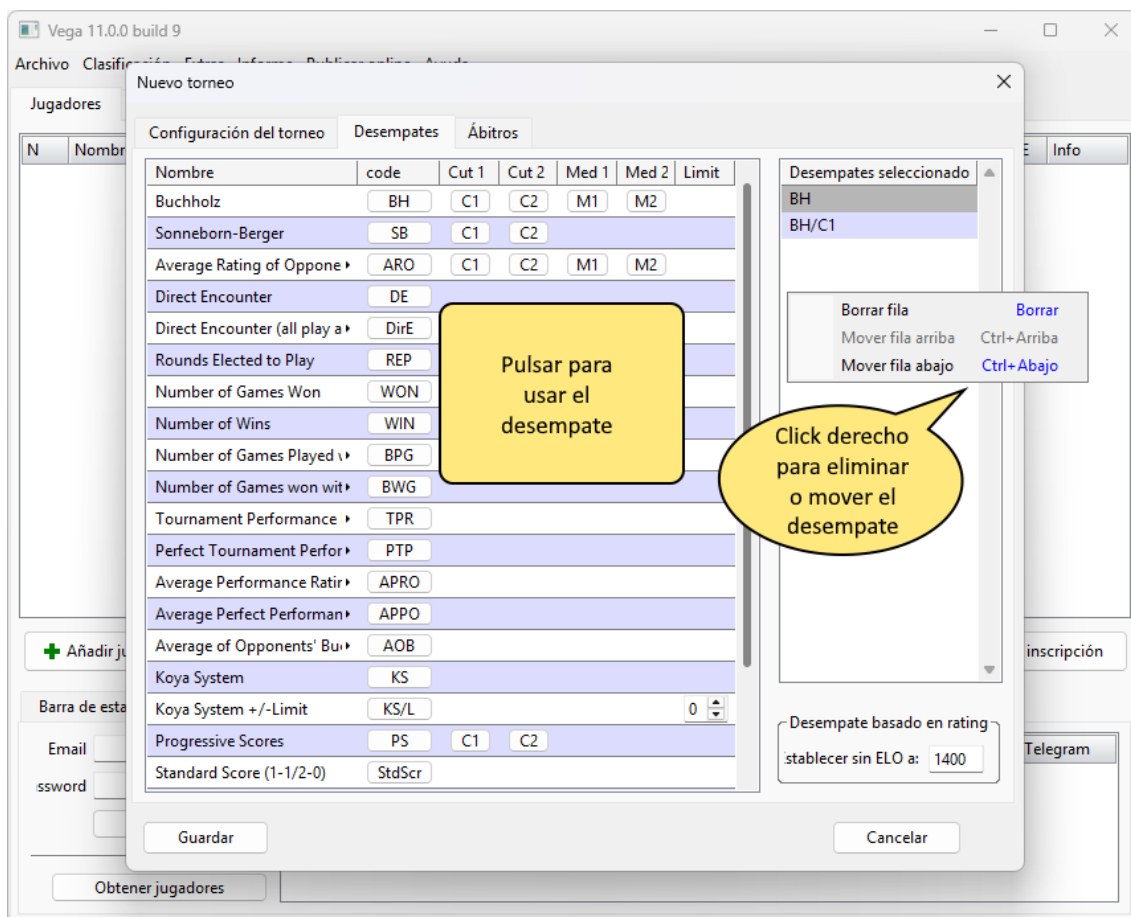 Vega 11.0.0 build 9
Archivo
Nuevo torneo
Jugadores
Configuración del torneo Desempates Ábitros
N Nombr
E Info
Nombre code Cut 1 Cut 2 Med 1 Med 2 Limit
Buchholz BH C1 C2 M1 M2
Sonneborn-Berger SB C1 C2
Average Rating of Oppone ARO C1 C2 M1 M2
Direct Encounter DE
Direct Encounter (all play a DirE
Rounds Elected to Play REP
Number of Games Won WON
Number of Wins WIN
Number of Games Played BPG
Number of Games won wit BWG
Tournament Performance TPR
Perfect Tournament Perfor PTP
Average Performance Ratir APRO
Average Perfect Performan APPO
Average of Opponents' Bu AOB
Koya System KS
Koya System +/-Limit KS/L 0
Progressive Scores PS C1 C2
Standard Score (1-1/2-0) StdScr
Pulsar para
usar el
desempate
Desempates seleccionado
BH
BH/C1
Borrar fila Borrar
Mover fila arriba Ctrl+Arriba
Mover fila abajo Ctrl+Abajo
Click derecho
para eliminar
o mover el
desempate
Desempate basado en rating
Establecer sin ELO a: 1400
Guardar
Cancelar
Añadir ju
inscripción
Barra de esta
Email
ssword
Telegram
Obtener jugadores